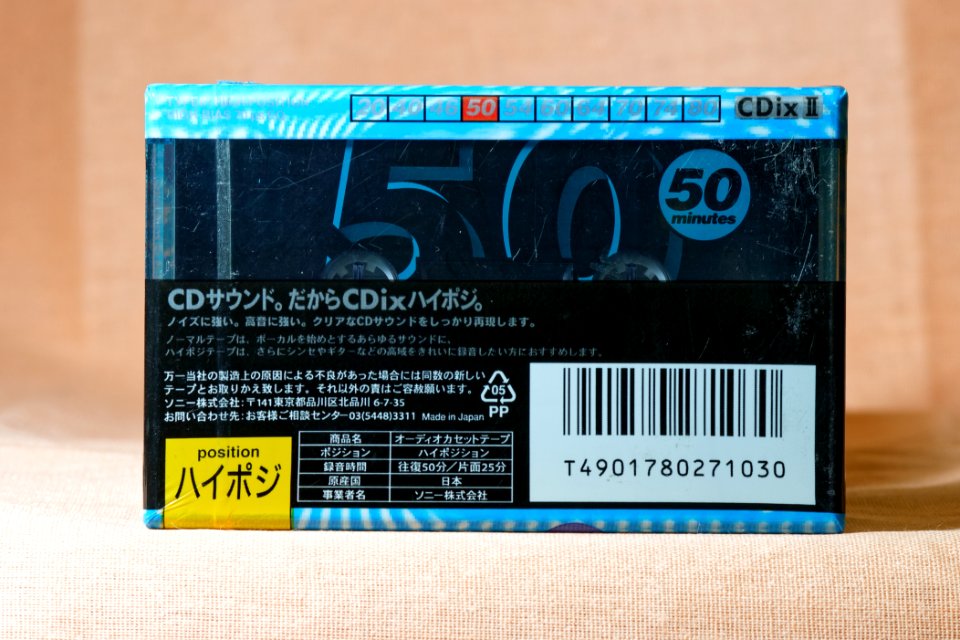 20 40 46 50 54 60 64 70 74 80 CDix II
50
50
minutes
CDサウンド。だからCDixハイポジ。
ノイズに強い。高音に強い。クリアなCDサウンドをしっかり再現します。
ノーマルテープは、ボーカルを始めとするあらゆるサウンドに、
ハイポジテープは、さらにシンセやギターなどの高域をきれいに録音したい方におすすめします。
万一当社の製造上の原因による不良があった場合には同数の新しい
テープとお取りかえ致します。それ以外の責はご容赦願います。
ソニー株式会社:〒141東京都品川区北品川 6-7-35
お問い合わせ先:お客様ご相談センター03(5448)3311 Made in Japan
05
PP
position
ハイポジ
商品名 オーディオカセットテープ
ポジション ハイポジション
録音時間 往復50分/片面25分
原産国 日本
事業者名 ソニー株式会社
T4901780271030